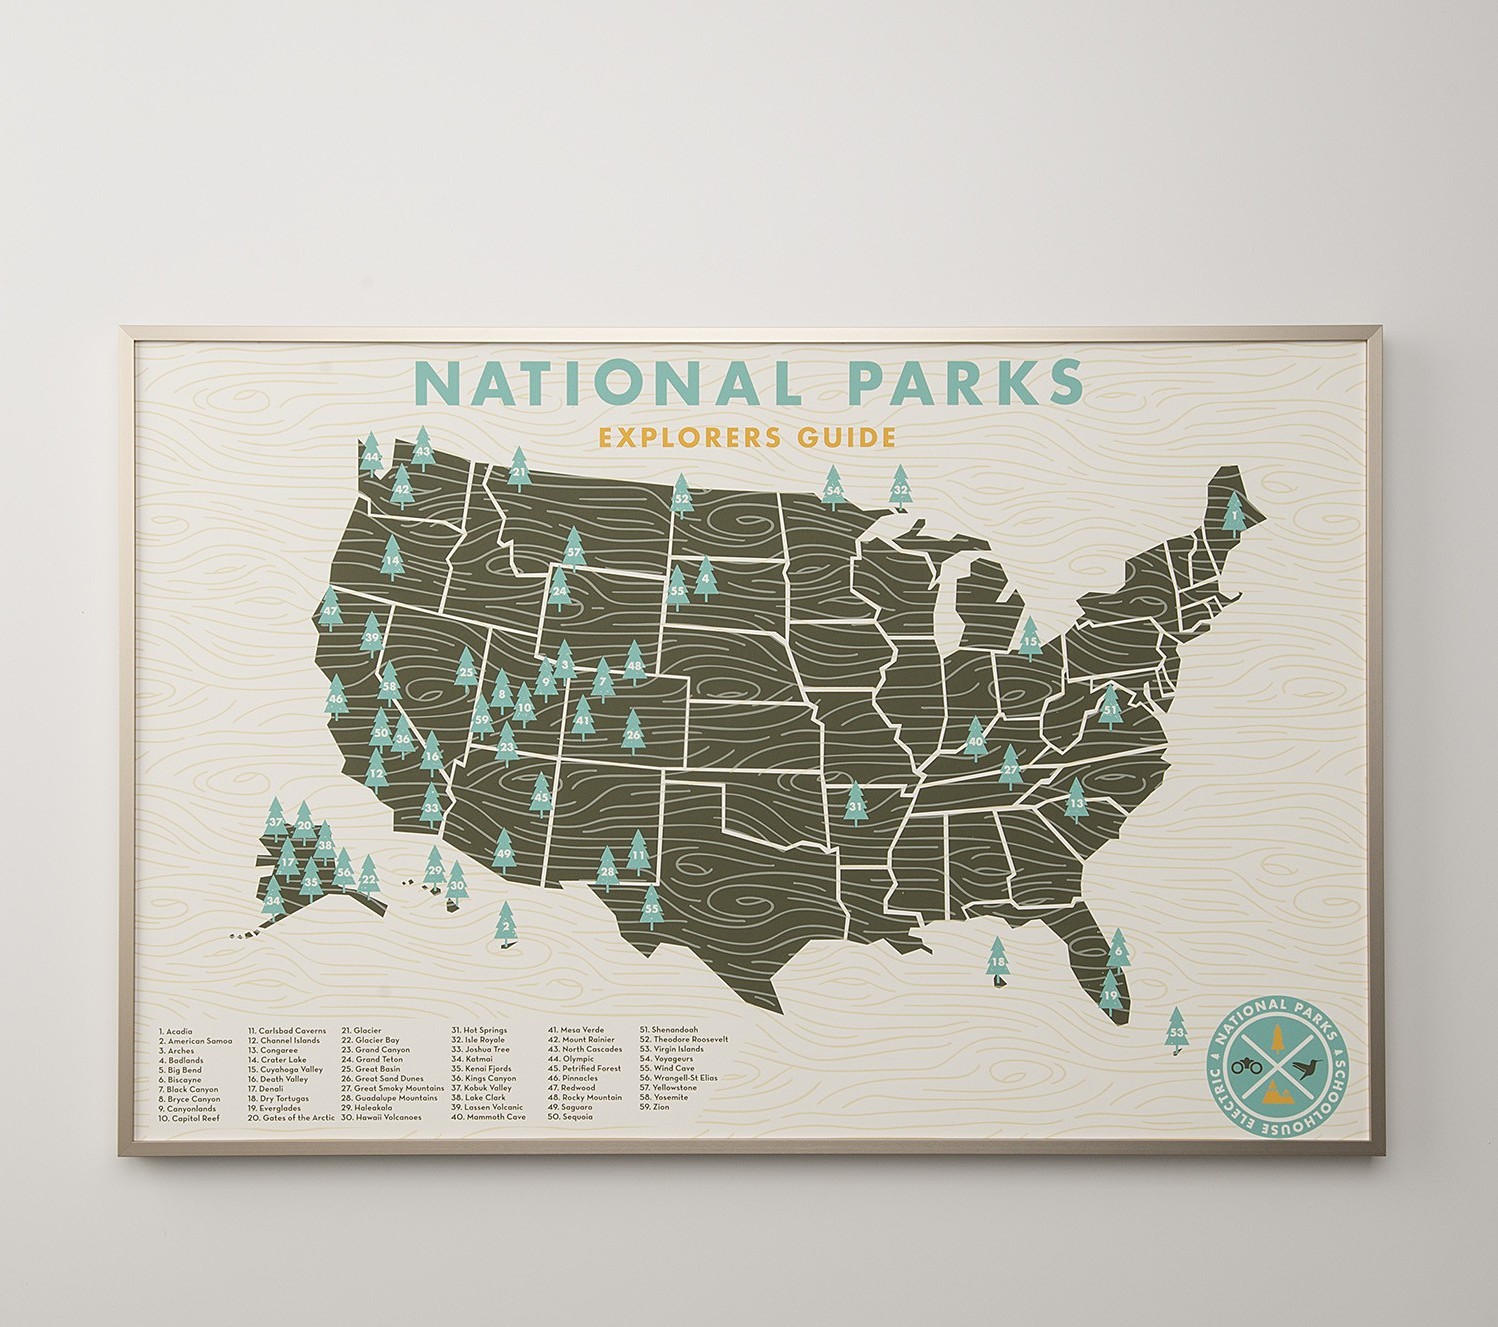 NATIONAL PARKS
EXPLORERS GUIDE
44
43
42
21
52
54
32
1
14
57
24
55
4
47
39
15
25
3
48
9
7
58
8
46
10
59
41
51
50
36
26
40
23
16
27
12
45
33
31
13
37
20
38
17
49
11
56
29
28
35
22
30
34
55
2
6
18
19
53
1. Acadia
2. American Samoa
3. Arches
4. Badlands
5. Big Bend
6. Biscayne
7. Black Canyon
8. Bryce Canyon
9. Canyonlands
10. Capitol Reef
11. Carlsbad Caverns
12. Channel Islands
13. Congaree
14. Crater Lake
15. Cuyahoga Valley
16. Death Valley
17. Denali
18. Dry Tortugas
19. Everglades
20. Gates of the Arctic
21. Glacier
22. Glacier Bay
23. Grand Canyon
24. Grand Teton
25. Great Basin
26. Great Sand Dunes
27. Great Smoky Mountains
28. Guadalupe Mountains
29. Haleakala
30. Hawaii Volcanoes
31. Hot Springs
32. Isle Royale
33. Joshua Tree
34. Katmai
35. Kenai Fjords
36. Kings Canyon
37. Kobuk Valley
38. Lake Clark
39. Lassen Volcanic
40. Mammoth Cave
41. Mesa Verde
42. Mount Rainier
43. North Cascades
44. Olympic
45. Petrified Forest
46. Pinnacles
47. Redwood
48. Rocky Mountain
49. Saguaro
50. Sequoia
51. Shenandoah
52. Theodore Roosevelt
53. Virgin Islands
54. Voyageurs
55. Wind Cave
56. Wrangell-St Elias
57. Yellowstone
58. Yosemite
59. Zion
NATIONAL PARKS
SCHOOLHOUSE ELECTRIC